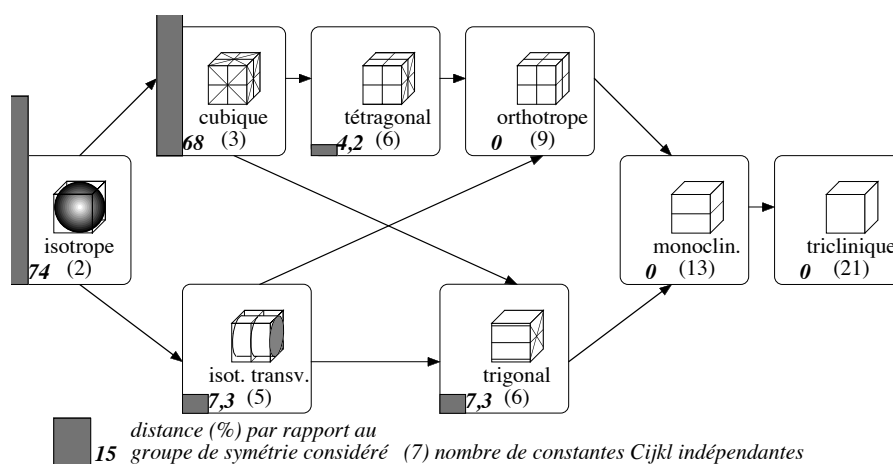 cubique
68 (3)
tétragonal
4,2 (6)
orthotrope
0 (9)
isotrope
74 (2)
monoclin.
0 (13)
triclinique
0 (21)
isot. transv.
7,3 (5)
trigonal
7,3 (6)
distance (%) par rapport au
15 groupe de symétrie considéré (7) nombre de constantes Cijkl indépendantes